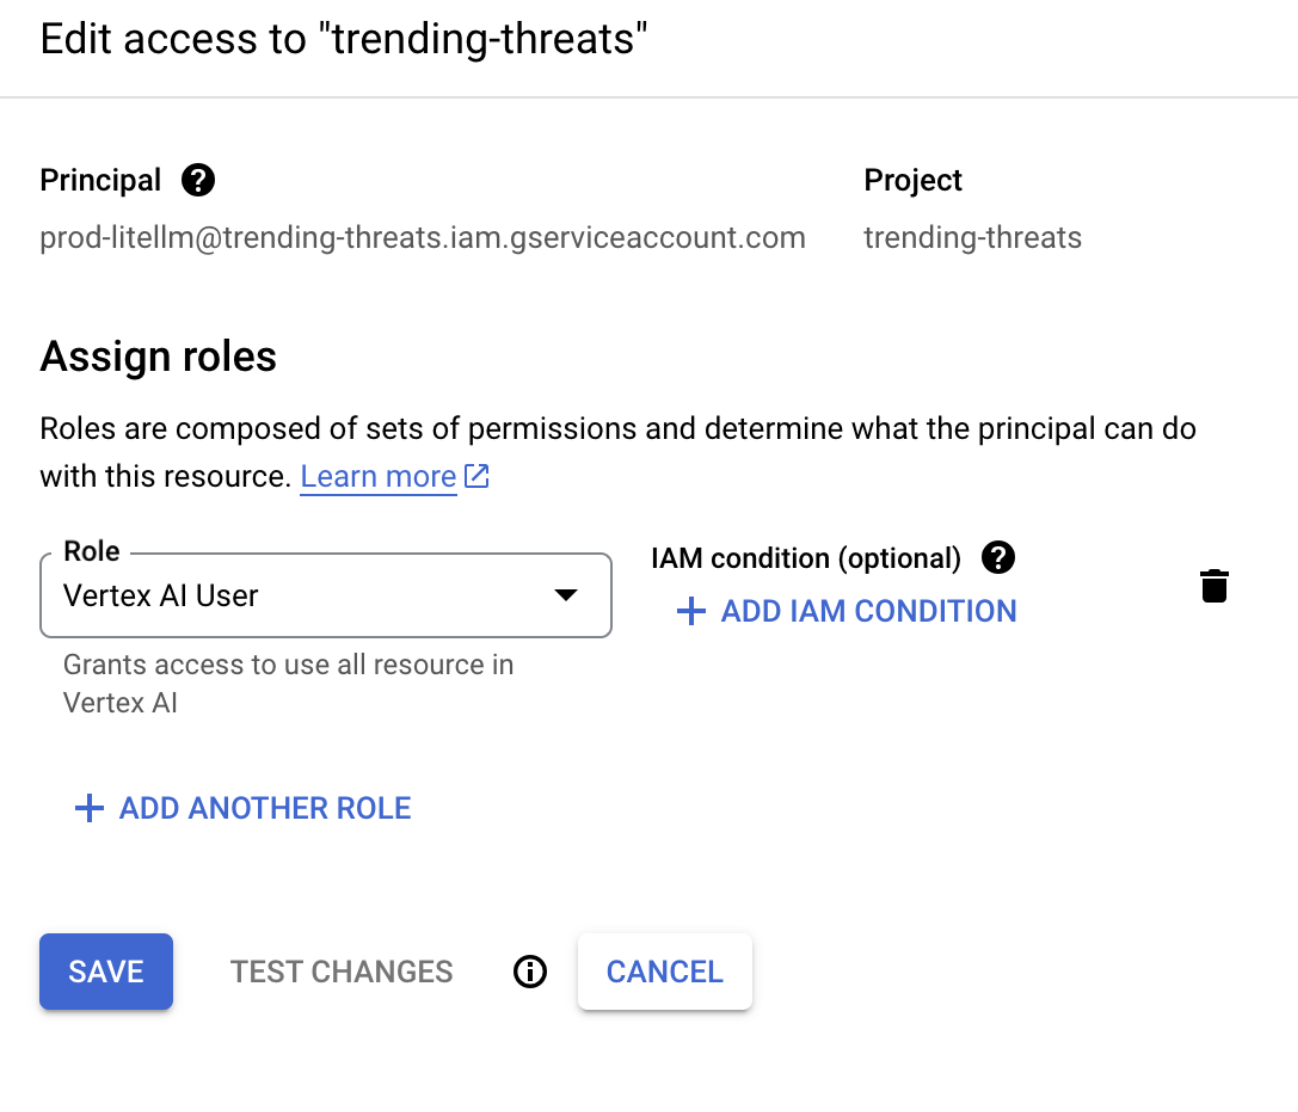 Edit access to "trending-threats"
Principal
Project
prod-litellm@trending-threats.iam.gserviceaccount.com
trending-threats
Assign roles
Roles are composed of sets of permissions and determine what the principal can do
with this resource. Learn more
Role
Vertex AI User
IAM condition (optional)
+ ADD IAM CONDITION
Grants access to use all resource in
Vertex AI
+ ADD ANOTHER ROLE
SAVE
TEST CHANGES
CANCEL